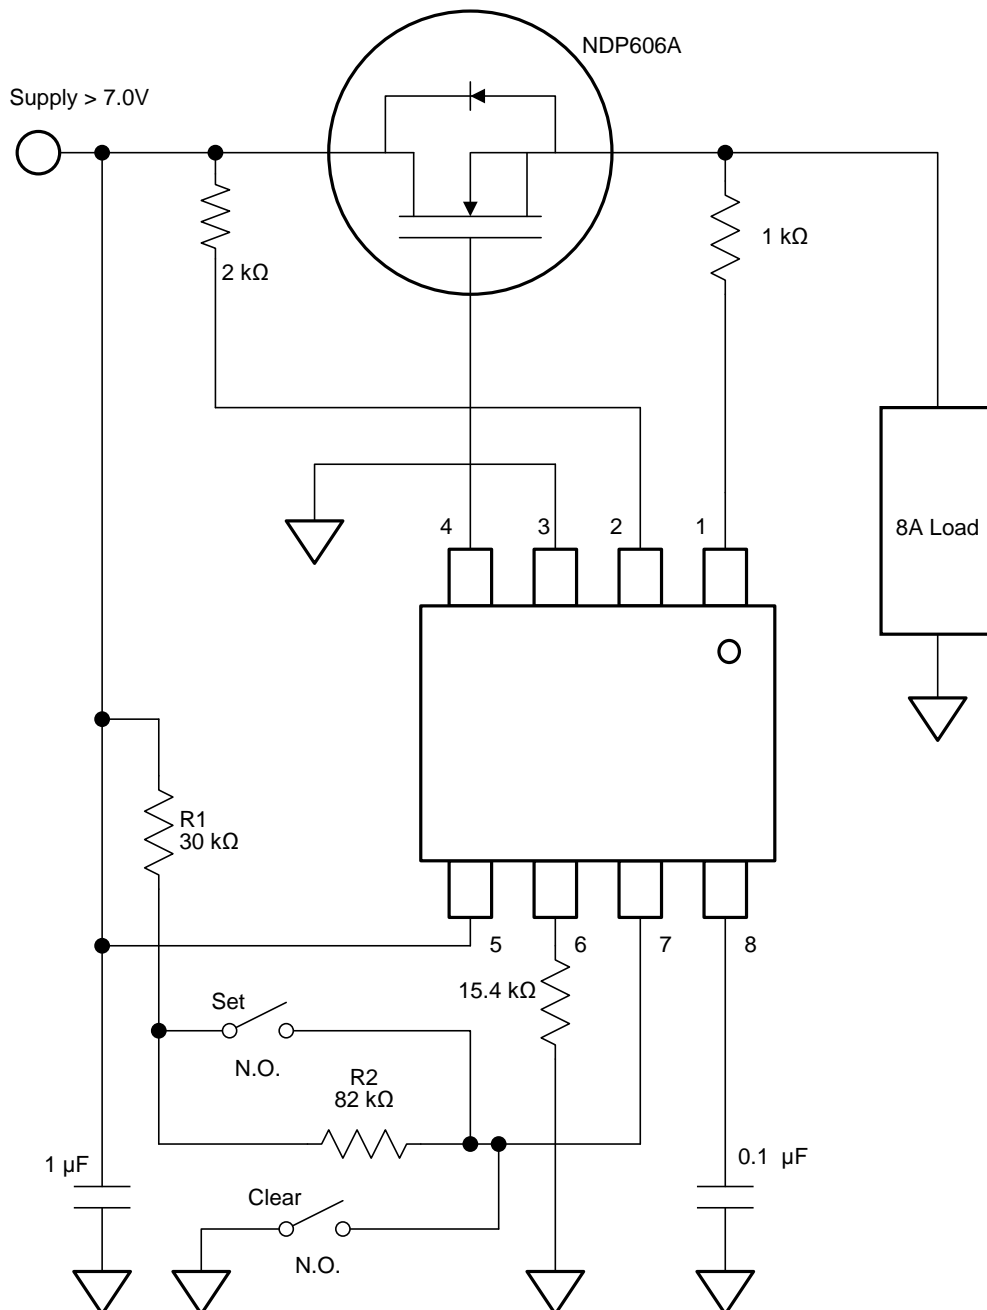 NDP606A
Supply > 7.0V
1 kΩ
2 kΩ
4
3
2
1
8A Load
R1
30 kΩ
5
6
7
8
15.4 kΩ
Set
N.O.
R2
82 kΩ
1 µF
0.1 µF
Clear
N.O.